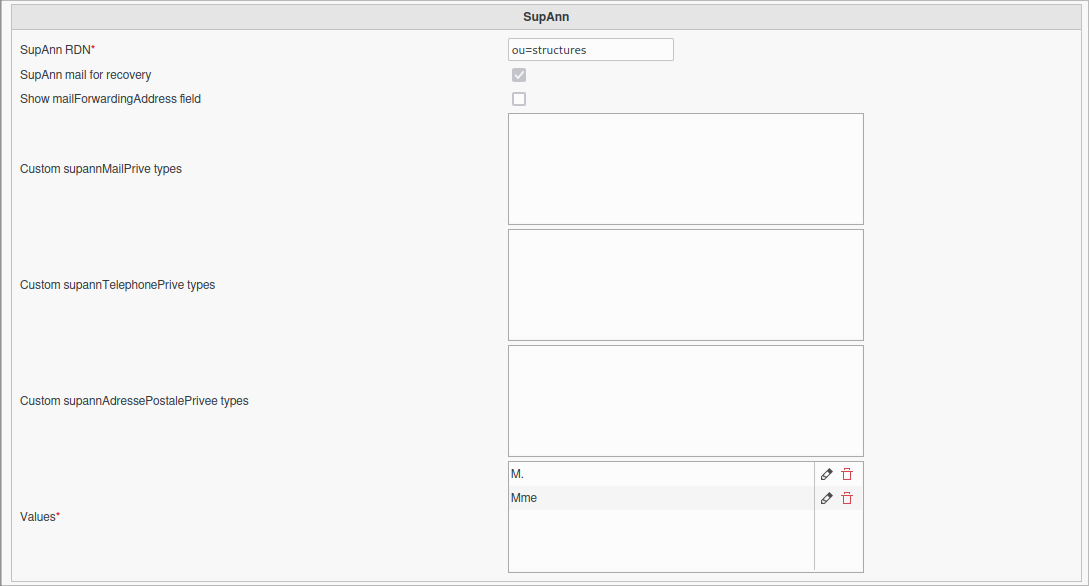 SupAnn
SupAnn RDN* ou=structures
SupAnn mail for recovery
Show mailForwardingAddress field
Custom supannMailPrive types
Custom supannTelephonePrive types
Custom supannAdressePostalePrivee types
Values*
M.
Mme